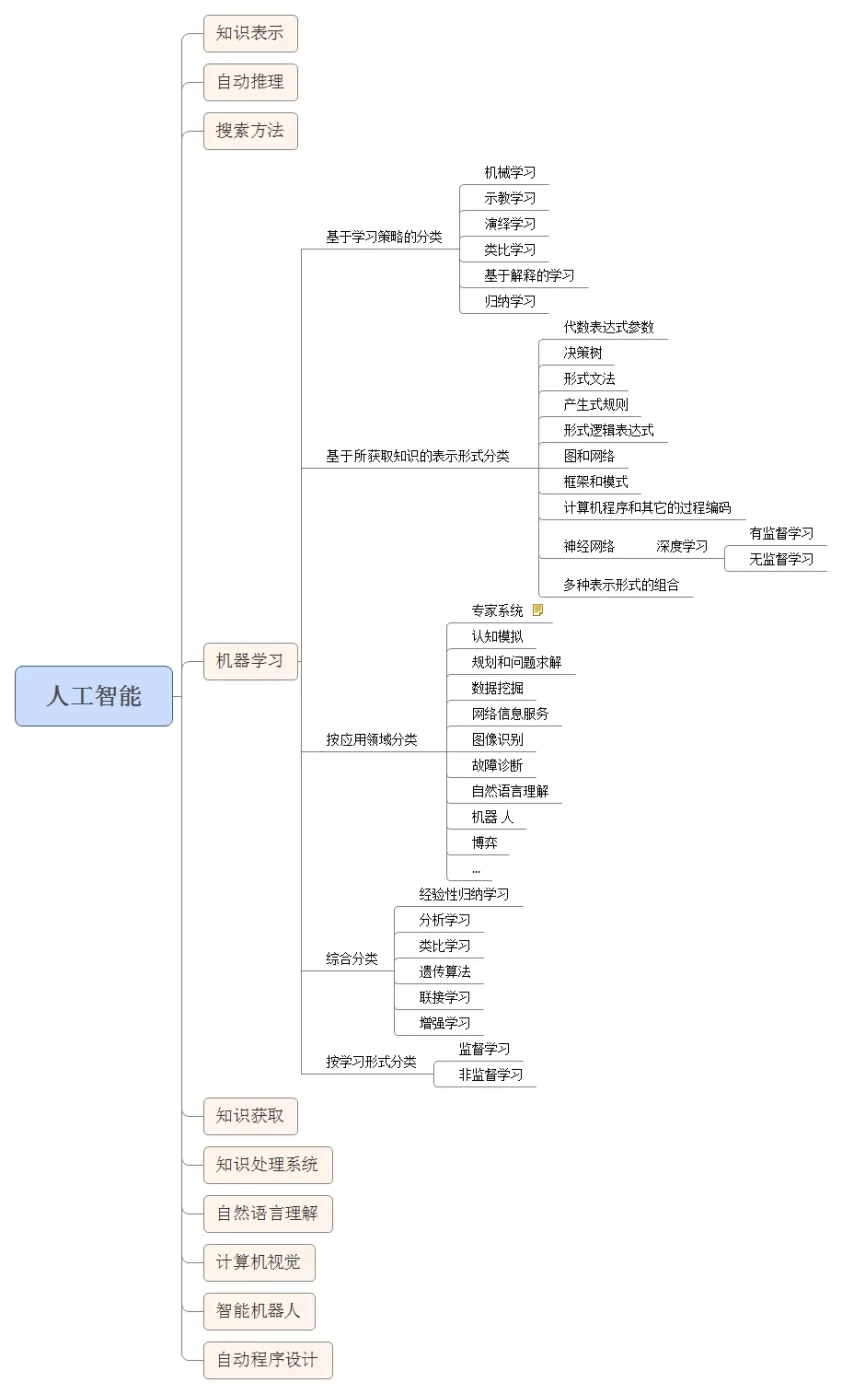 知识表示
自动推理
搜索方法
机械学习
示教学习
演绎学习
基于学习策略的分类
类比学习
基于解释的学习
归纳学习
代数表达式参数
决策树
形式文法
产生式规则
形式逻辑表达式
基于所获取知识的表示形式分类
图和网络
框架和模式
计算机程序和其它的过程编码
神经网络
深度学习
有监督学习
无监督学习
多种表示形式的组合
机器学习
专家系统
认知模拟
规划和问题求解
数据挖掘
网络信息服务
按应用领域分类
图像识别
故障诊断
自然语言理解
机器 人
博弈
...
人工智能
经验性归纳学习
分析学习
类比学习
综合分类
遗传算法
联接学习
增强学习
按学习形式分类
监督学习
非监督学习
知识获取
知识处理系统
自然语言理解
计算机视觉
智能机器人
自动程序设计